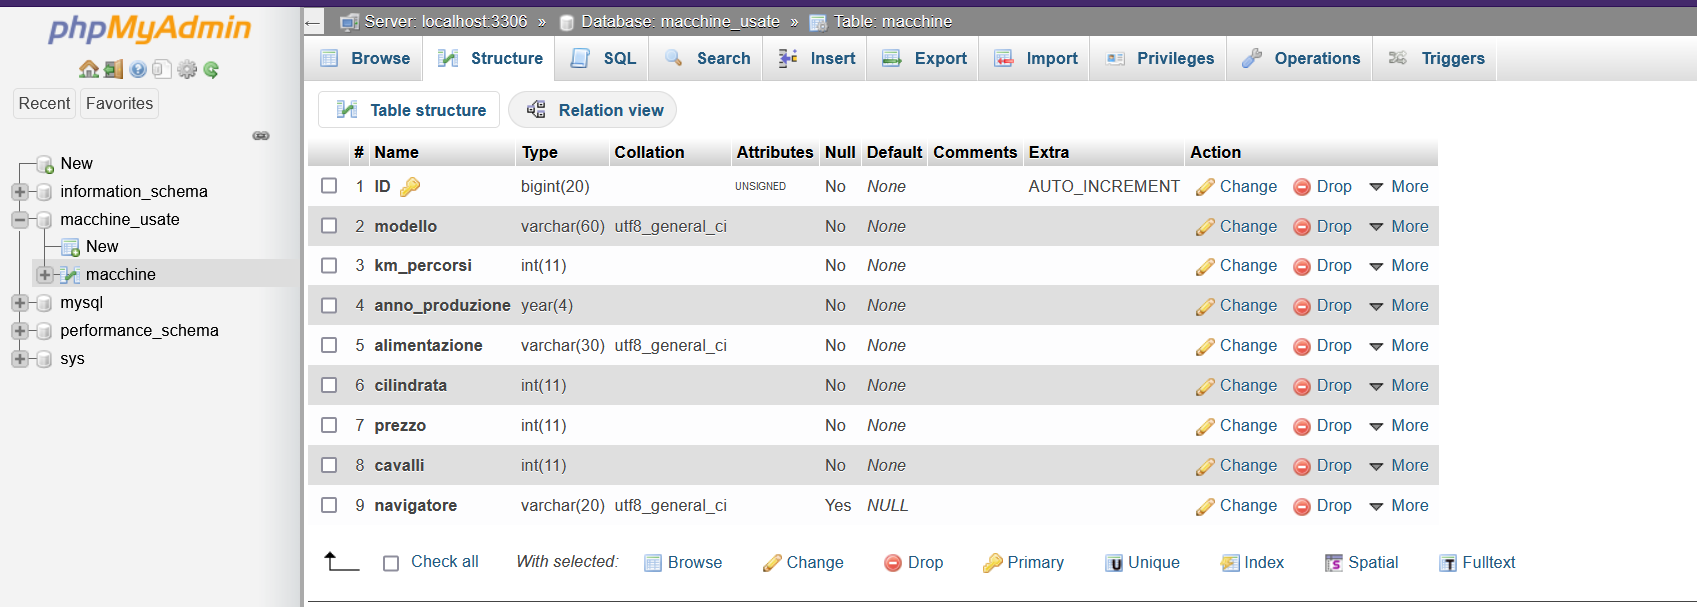 phpMyAdmin
Recent Favorites
New
information_schema
macchine_usate
New
macchine
mysql
performance_schema
sys
← Server: localhost:3306 » Database: macchine_usate » Table: macchine
Browse Structure SQL Search Insert Export Import Privileges Operations Triggers
Table structure Relation view
# Name Type Collation Attributes Null Default Comments Extra Action
1 ID bigint(20) UNSIGNED No None AUTO_INCREMENT Change Drop More
2 modello varchar(60) utf8_general_ci No None Change Drop More
3 km_percorsi int(11) No None Change Drop More
4 anno_produzione year(4) No None Change Drop More
5 alimentazione varchar(30) utf8_general_ci No None Change Drop More
6 cilindrata int(11) No None Change Drop More
7 prezzo int(11) No None Change Drop More
8 cavalli int(11) No None Change Drop More
9 navigatore varchar(20) utf8_general_ci Yes NULL Change Drop More
Check all With selected: Browse Change Drop Primary Unique Index Spatial Fulltext